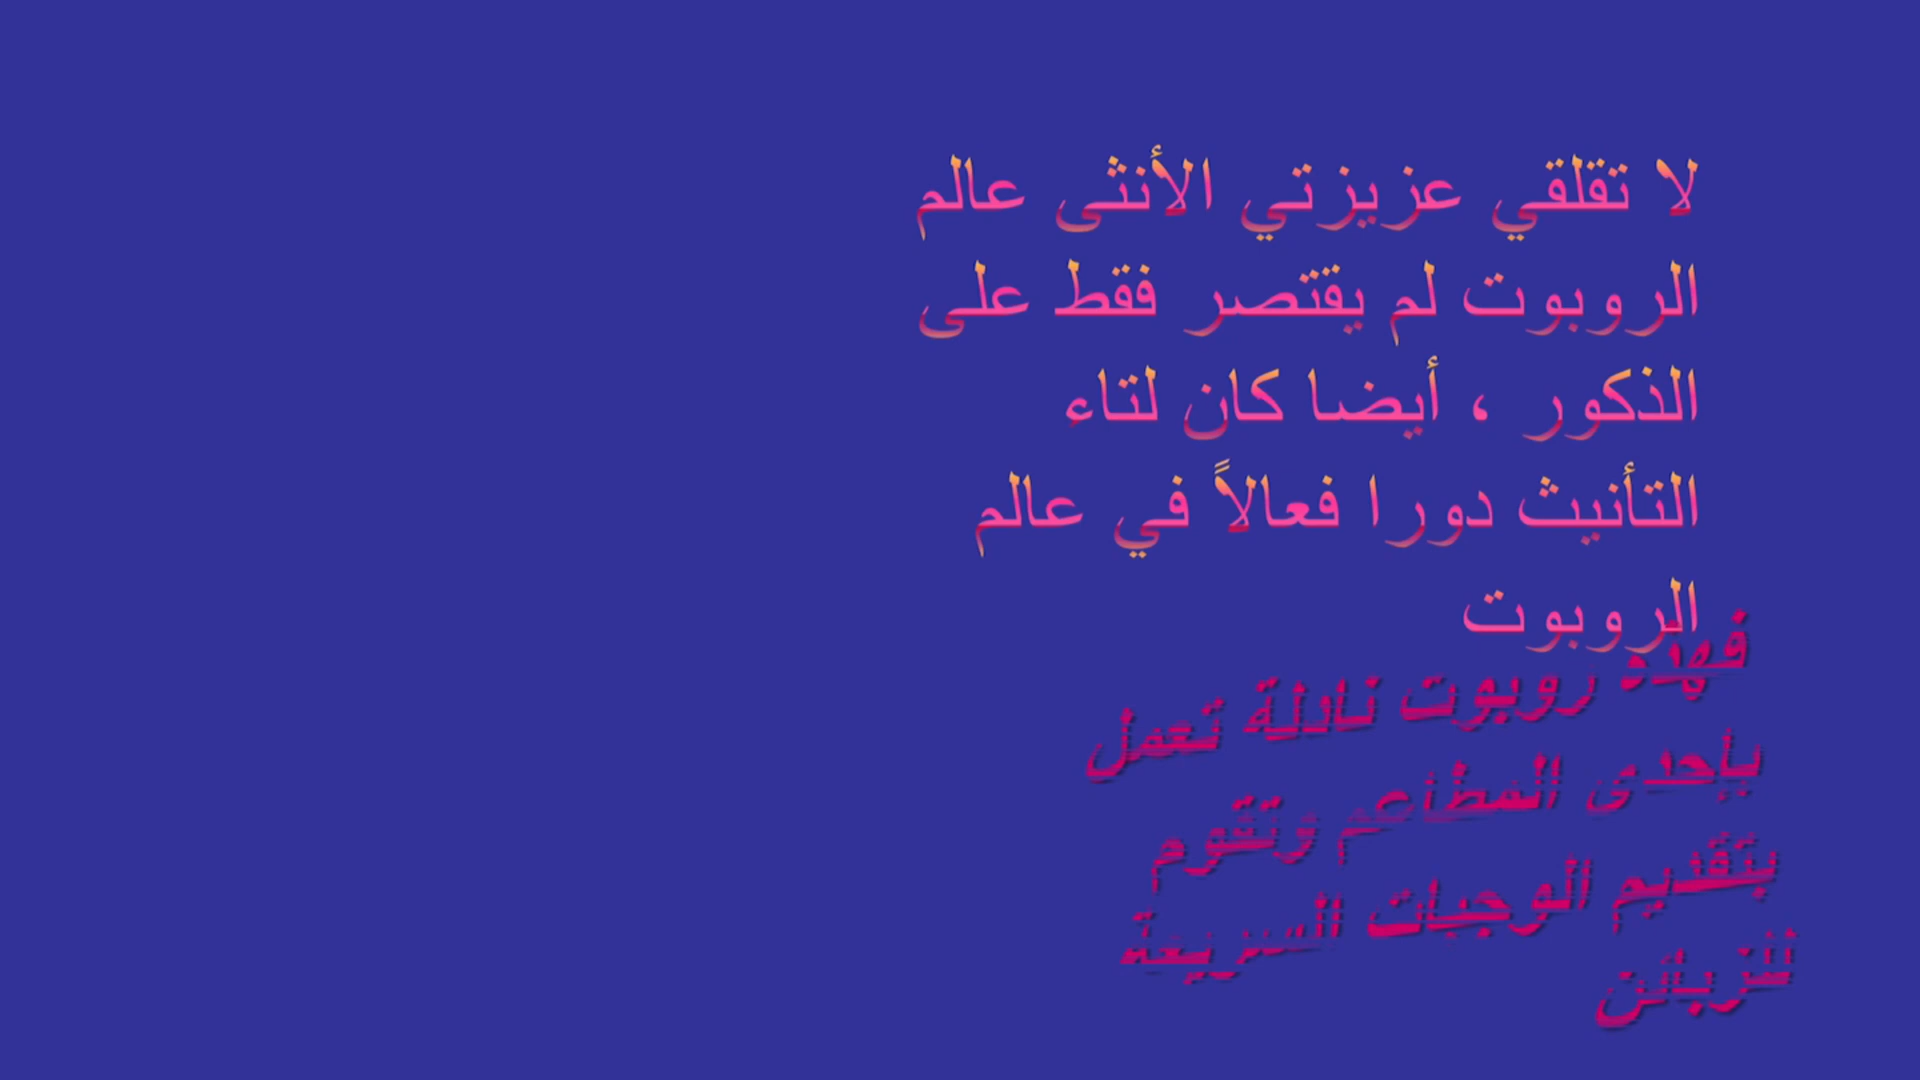 لا تقلقي عزيزتي الأنثى عالم
الروبوت لم يقتصر فقط على
الذكور ، أيضا كان لتاء
التأنيث دورا فعالاً في عالم
الروبوت
فهذه روبوت نادلة تعمل
بإحدى المطاعم وتقوم
بتقديم الوجبات السريعة
للزبائن